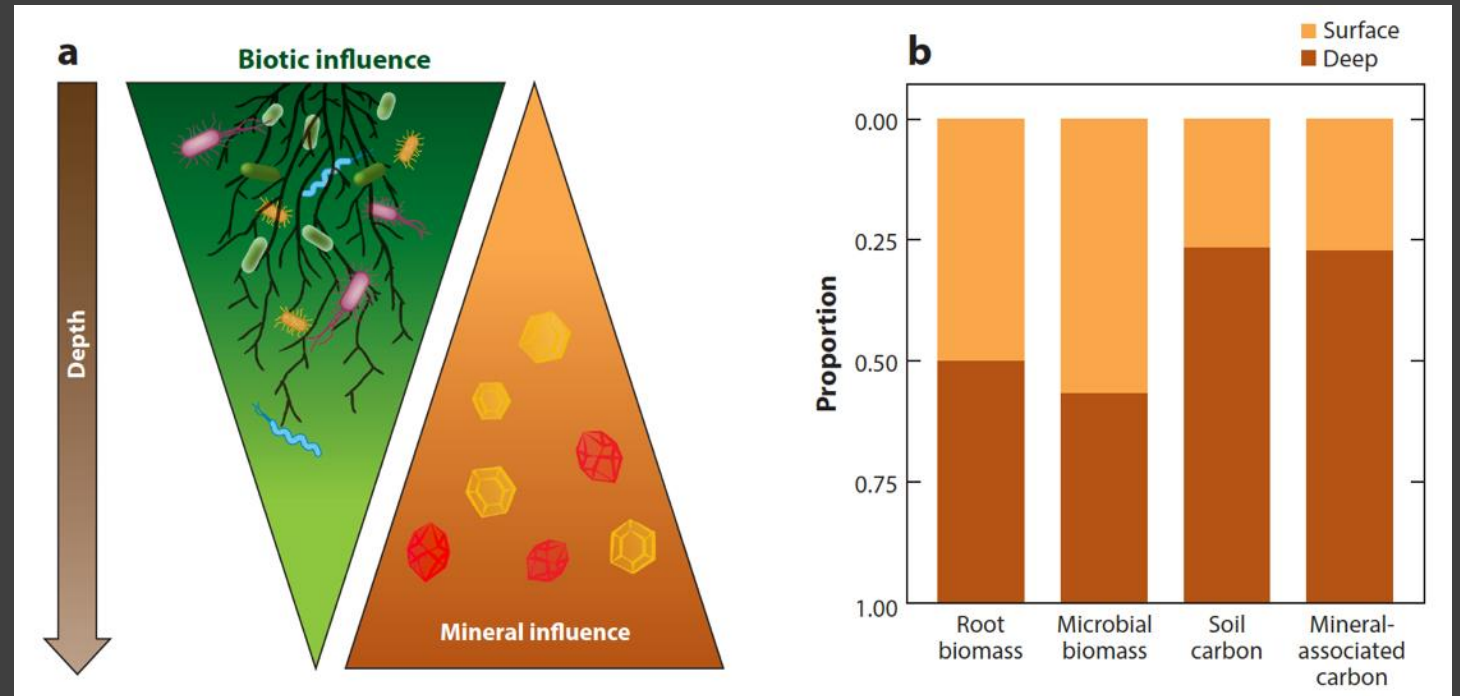 a
Biotic influence
Depth
Mineral influence
b
Surface
Deep
Proportion
0.00
0.25
0.50
0.75
1.00
Root
biomass
Microbial
biomass
Soil
carbon
Mineral-
associated
carbon